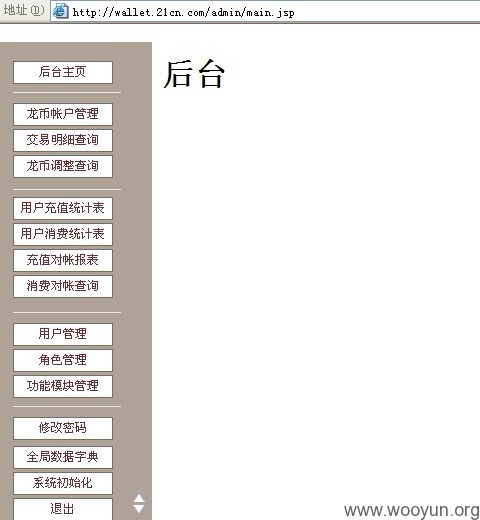 地址(D) http://wallet.21cn.com/admin/main.jsp
后台主页
后台
龙币帐户管理
交易明细查询
龙币调整查询
用户充值统计表
用户消费统计表
充值对帐报表
消费对帐查询
用户管理
角色管理
功能模块管理
修改密码
全局数据字典
系统初始化
退出
www.wooyun.org